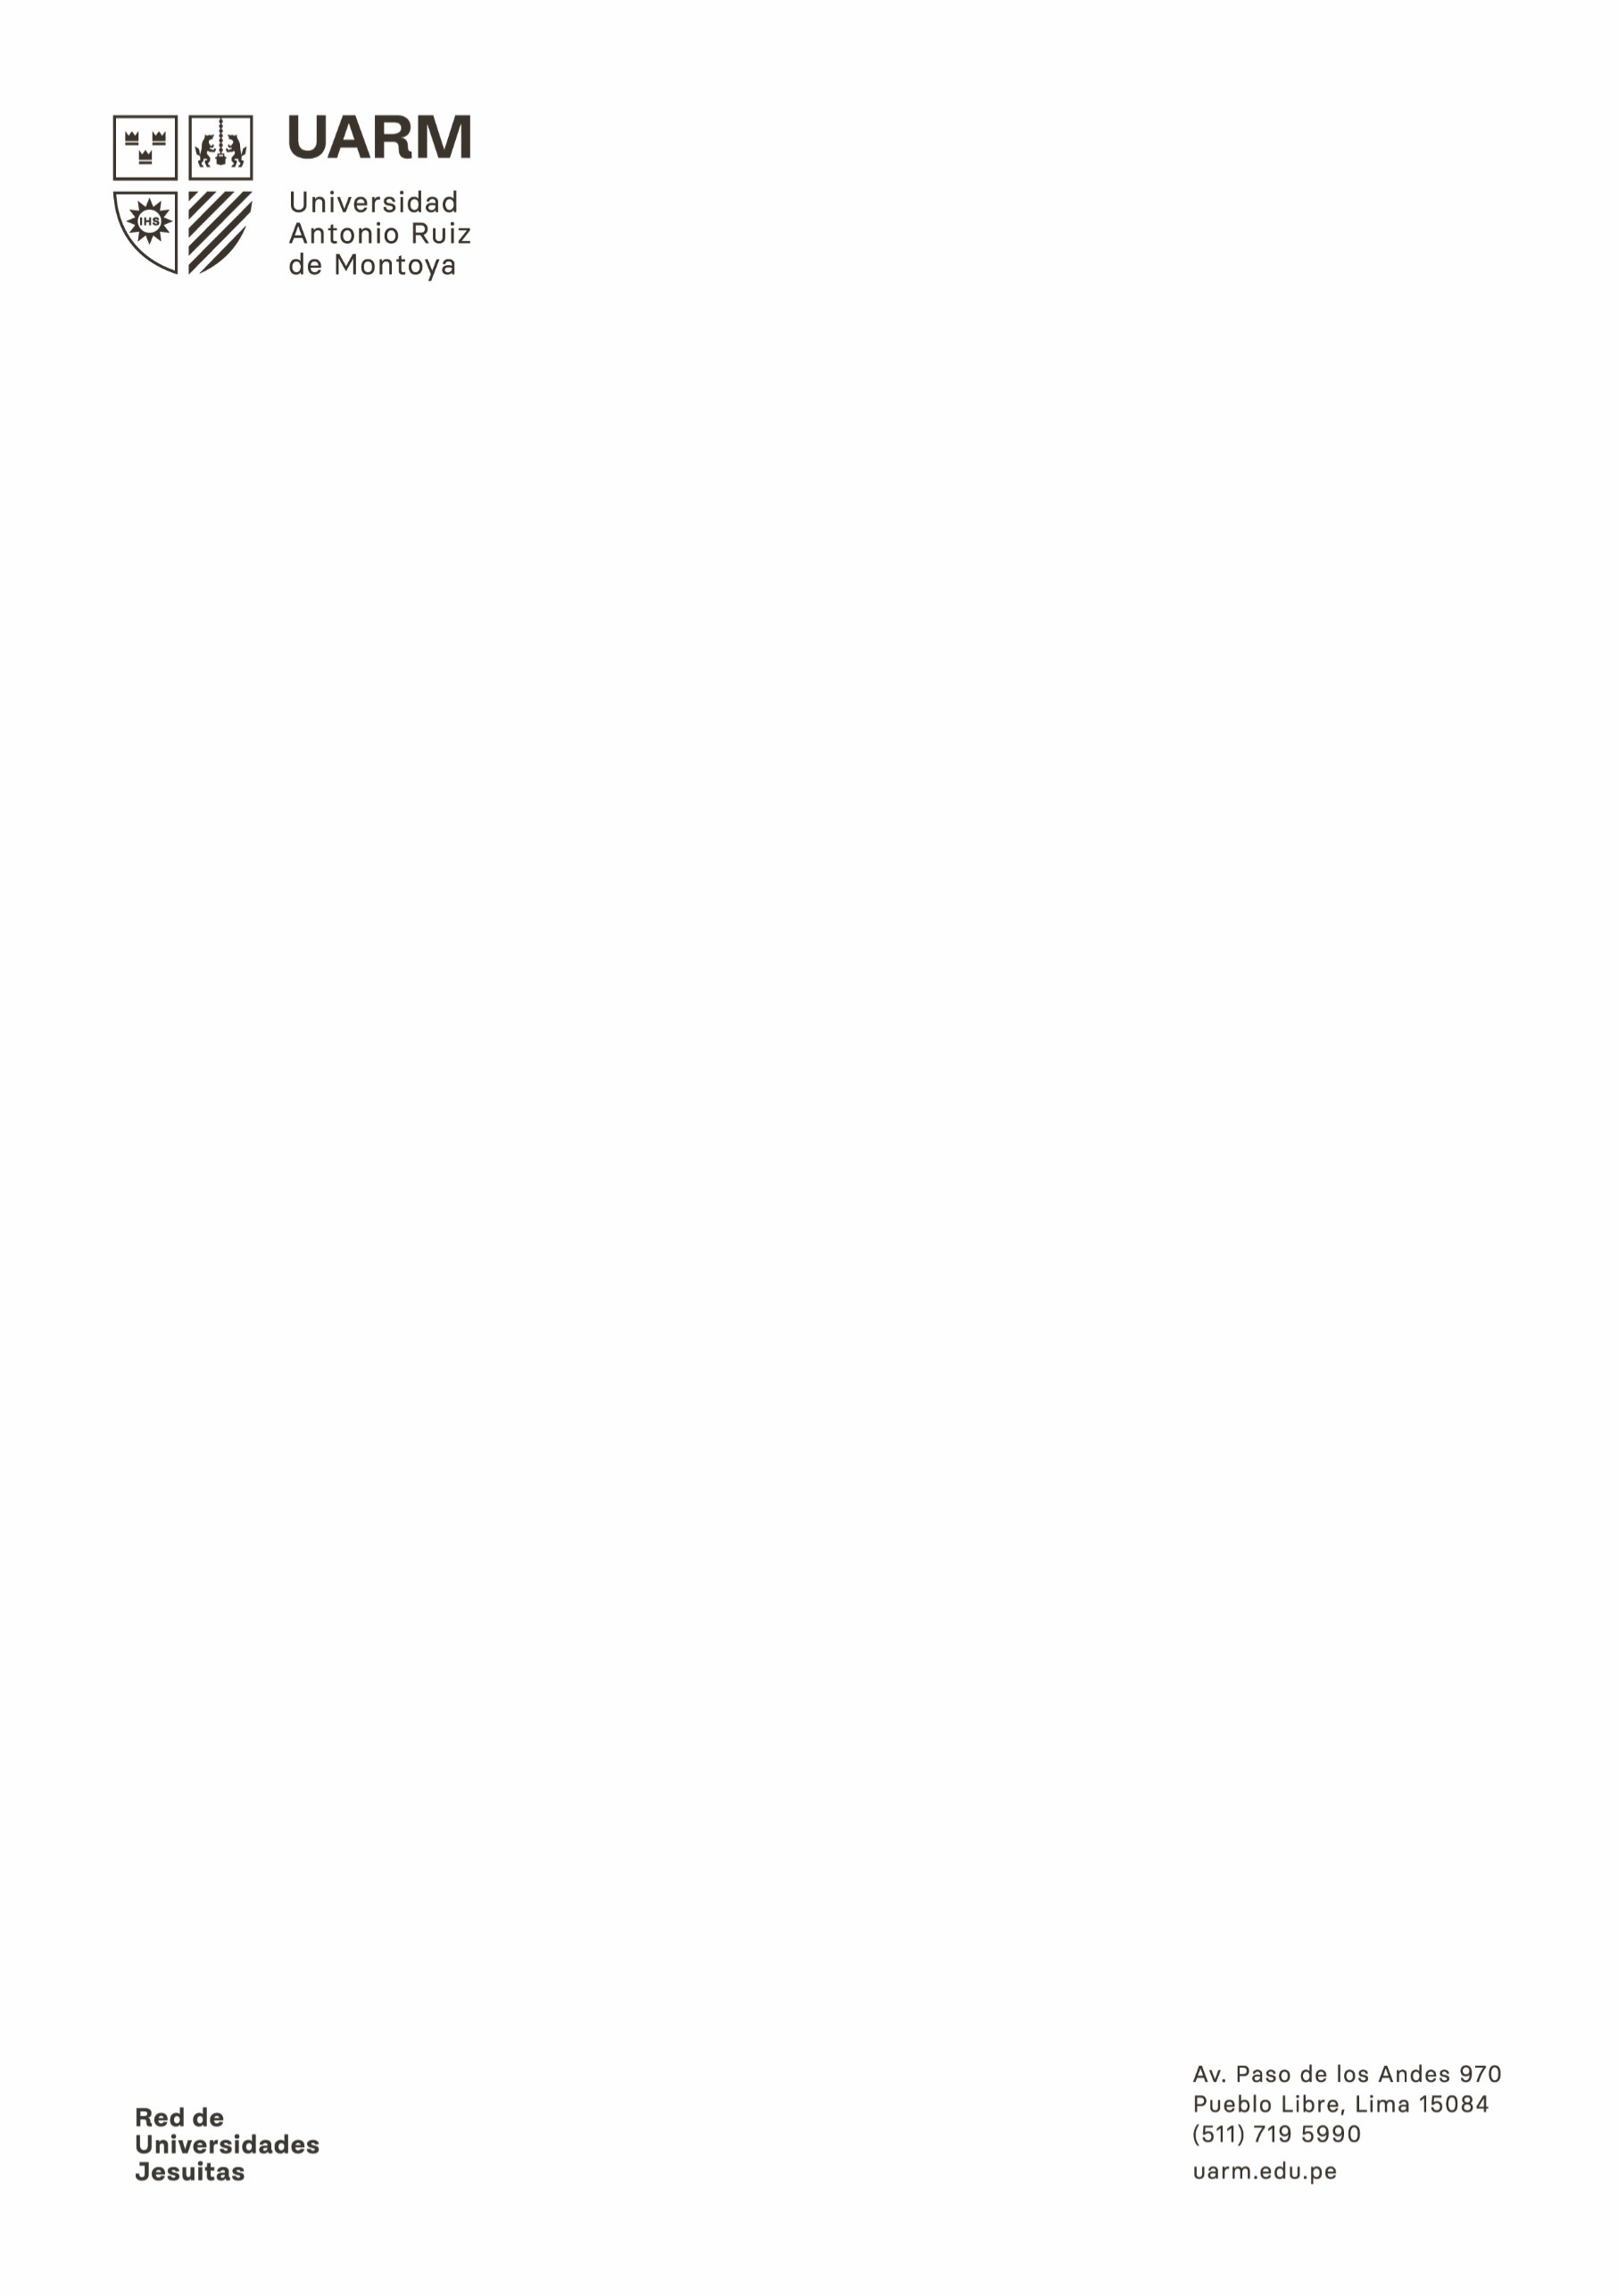 UARM
Universidad
Antonio Ruiz
de Montoya
IHS
Red de
Universidades
Jesuitas
Av. Paso de los Andes 970
Pueblo Libre, Lima 15084
(511) 719 5990
uarm.edu.pe